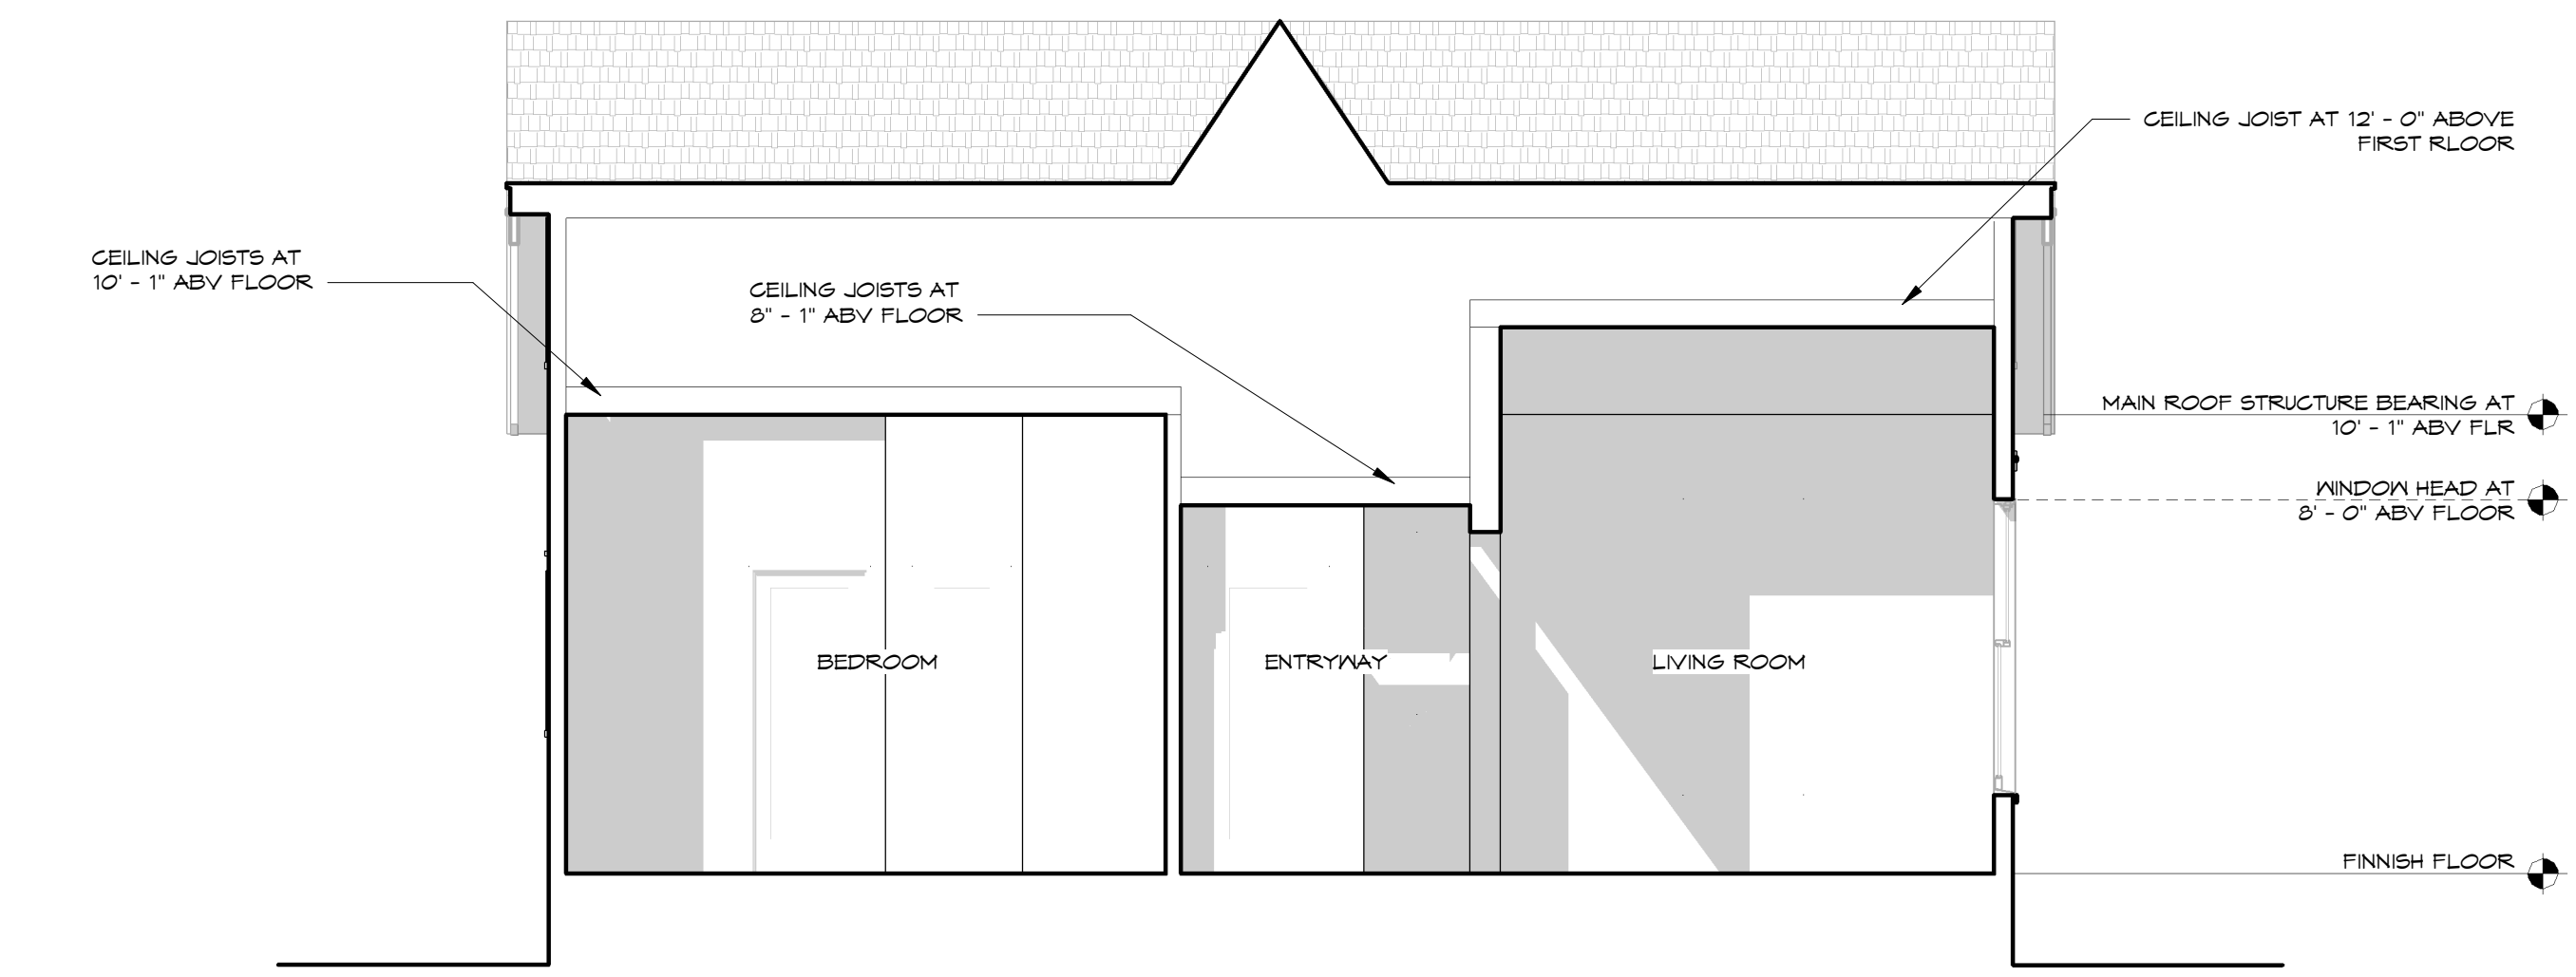 CEILING JOIST AT 12' - 0" ABOVE
FIRST RLOOR
CEILING JOISTS AT
10' - 1" ABV FLOOR
CEILING JOISTS AT
8" - 1" ABV FLOOR
MAIN ROOF STRUCTURE BEARING AT
10' - 1" ABV FLR
WINDOW HEAD AT
8' - 0" ABV FLOOR
BEDROOM
ENTRYWAY
LIVING ROOM
FINNISH FLOOR